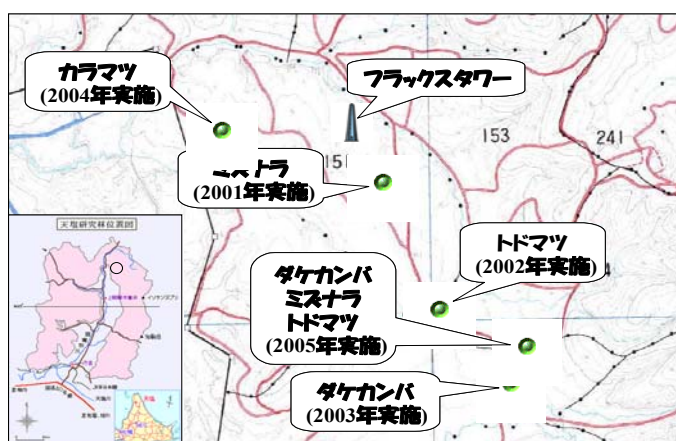 カラマツ
(2004年実施)
フラックスタワー
153
241
151
ミズナラ
(2001年実施)
トドマツ
(2002年実施)
ダケカンバ
ミズナラ
トドマツ
(2005年実施)
ダケカンバ
(2003年実施)
天塩研究林位置図